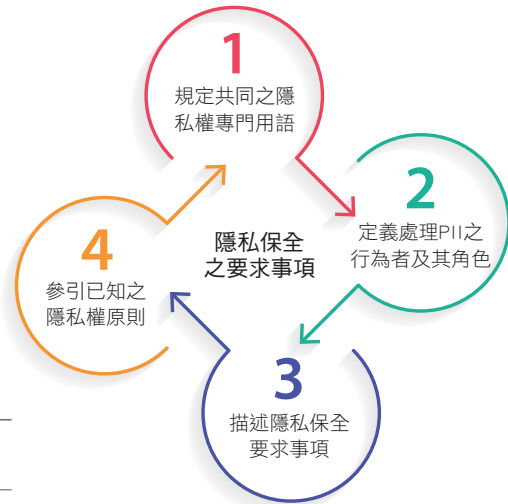 1
規定共同之隱
私權專門用語
2
定義處理PII之
行為者及其角色
隱私保全
之要求事項
4
參引已知之
隱私權原則
3
描述隱私保全
要求事項